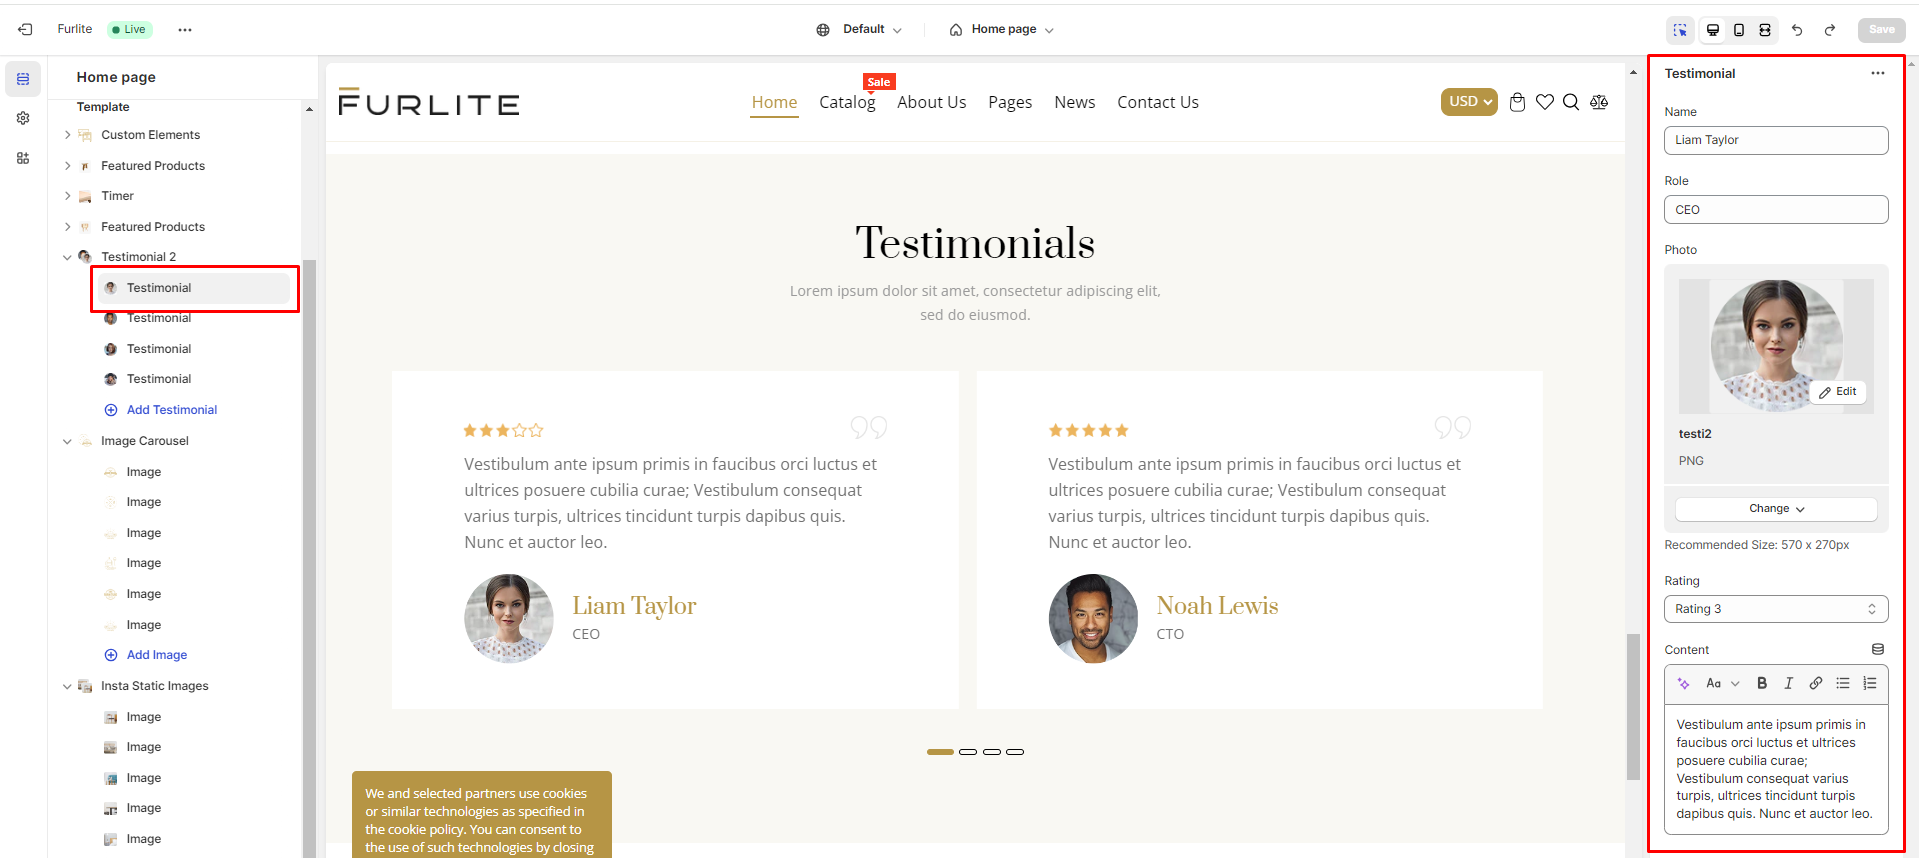 Furlite
Live
Default
Home page
Save
Home page
Template
Custom Elements
Featured Products
Timer
Featured Products
Testimonial 2
Testimonial
Testimonial
Testimonial
Testimonial
Add Testimonial
Image Carousel
Image
Image
Image
Image
Image
Image
Add Image
Insta Static Images
Image
Image
Image
Image
Image
FURLITE
Sale
Home
Catalog
About Us
Pages
News
Contact Us
USD
Testimonials
Lorem ipsum dolor sit amet, consectetur adipiscing elit,
sed do eiusmod.
Vestibulum ante ipsum primis in faucibus orci luctus et
ultrices posuere cubilia curae; Vestibulum consequat
varius turpis, ultrices tincidunt turpis dapibus quis.
Nunc et auctor leo.
Liam Taylor
CEO
Vestibulum ante ipsum primis in faucibus orci luctus et
ultrices posuere cubilia curae; Vestibulum consequat
varius turpis, ultrices tincidunt turpis dapibus quis.
Nunc et auctor leo.
Noah Lewis
CTO
We and selected partners use cookies
or similar technologies as specified in
the cookie policy. You can consent to
the use of such technologies by closing
Testimonial
Name
Liam Taylor
Role
CEO
Photo
Edit
testi2
PNG
Change
Recommended Size: 570 x 270px
Rating
Rating 3
Content
Aa
B
I
Vestibulum ante ipsum primis in
faucibus orci luctus et ultrices
posuere cubilia curae;
Vestibulum consequat varius
turpis, ultrices tincidunt turpis
dapibus quis. Nunc et auctor leo.